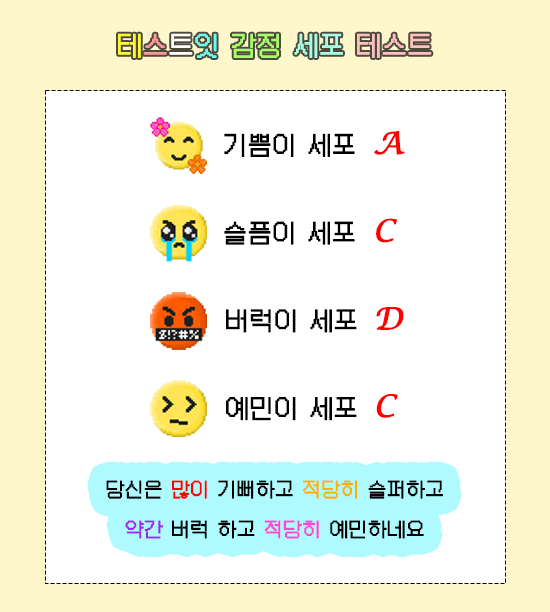 테스트잇 감정 세포 테스트
기쁨이 세포 A
슬픔이 세포 C
버럭이 세포 D
$!?#%
예민이 세포 C
당신은 많이 기뻐하고 적당히 슬퍼하고
약간 버럭 하고 적당히 예민하네요